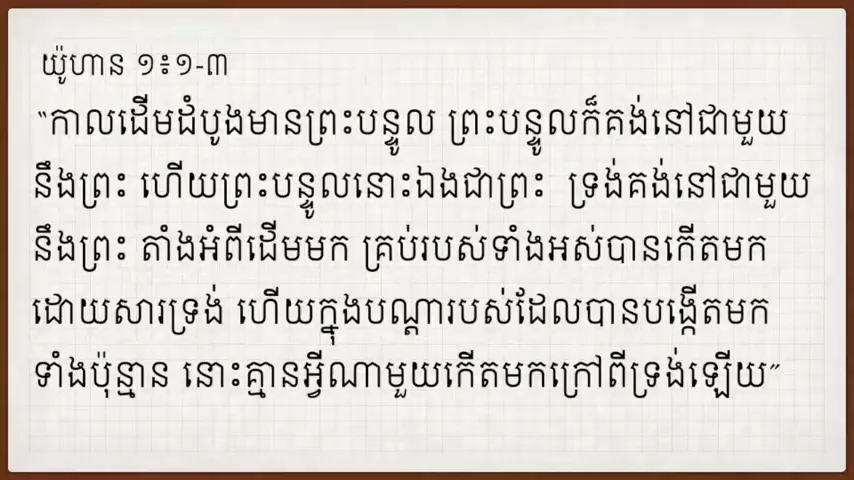 យ៉ូហាន ១៖១-៣
“កាលដើមដំបូងមានព្រះបន្ទូល ព្រះបន្ទូលក៏គង់នៅជាមួយ
នឹងព្រះ ហើយព្រះបន្ទូលនោះឯងជាព្រះ ទ្រង់គង់នៅជាមួយ
នឹងព្រះ តាំងអំពីដើមមក គ្រប់របស់ទាំងអស់បានកើតមក
ដោយសារទ្រង់ ហើយក្នុងបណ្តារបស់ដែលបានបង្កើតមក
ទាំងប៉ុន្មាន នោះគ្មានអ្វីណាមួយកើតមកក្រៅពីទ្រង់ឡើយ”